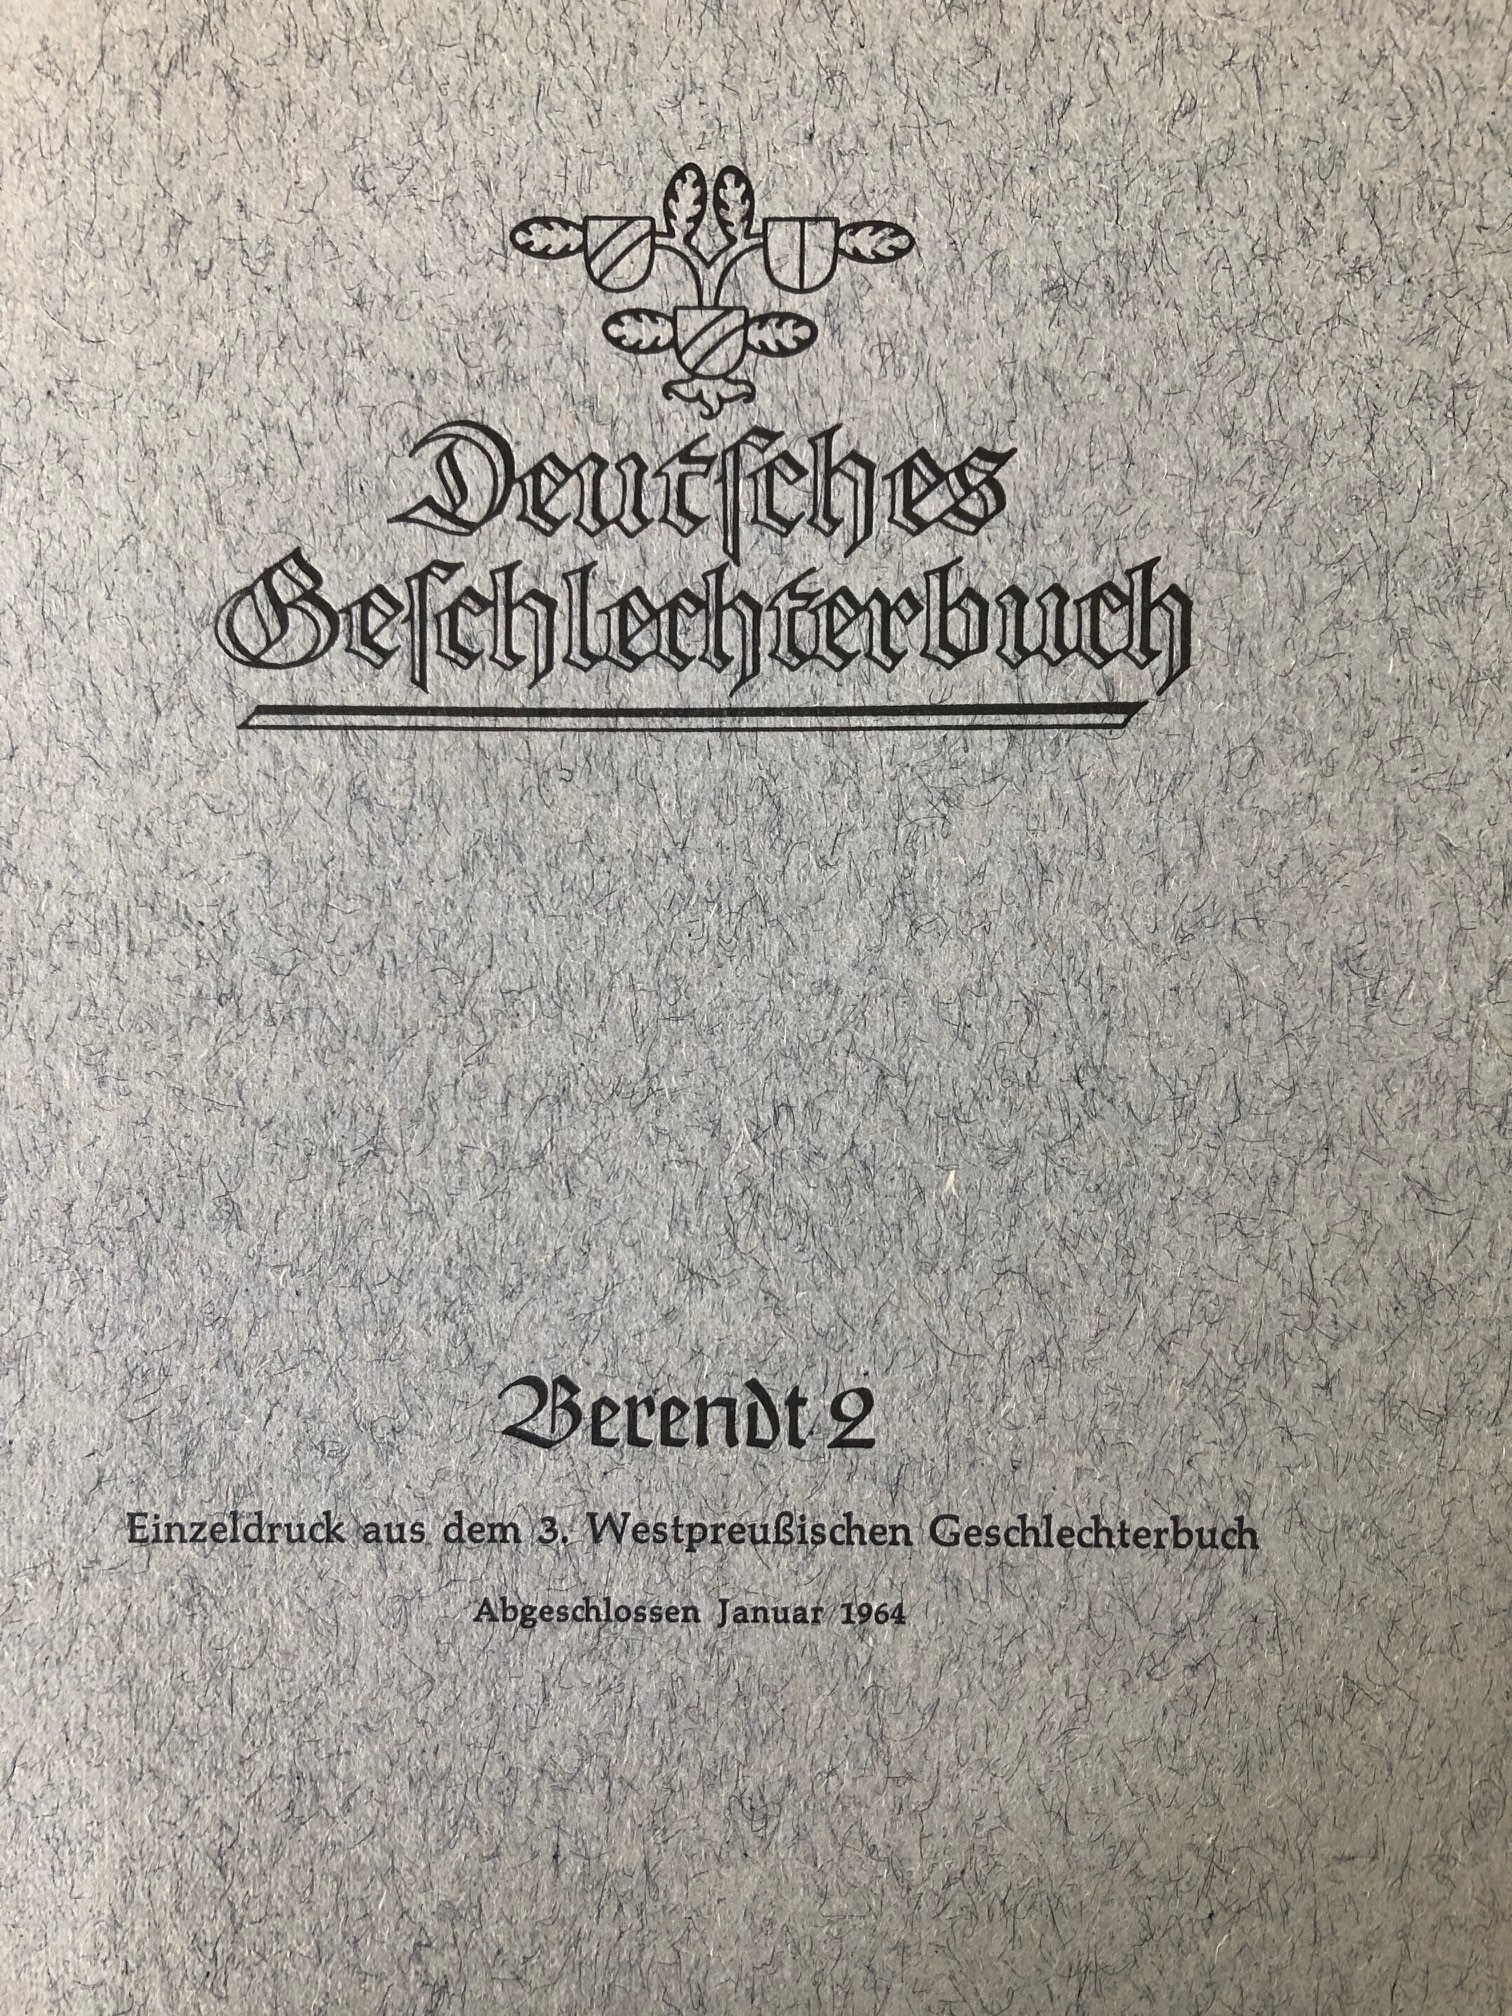 Deutſches
Geſchlechterbuch
Berendt 2
Einzeldruck aus dem 3. Westpreußischen Geschlechterbuch
Abgeschlossen Januar 1964